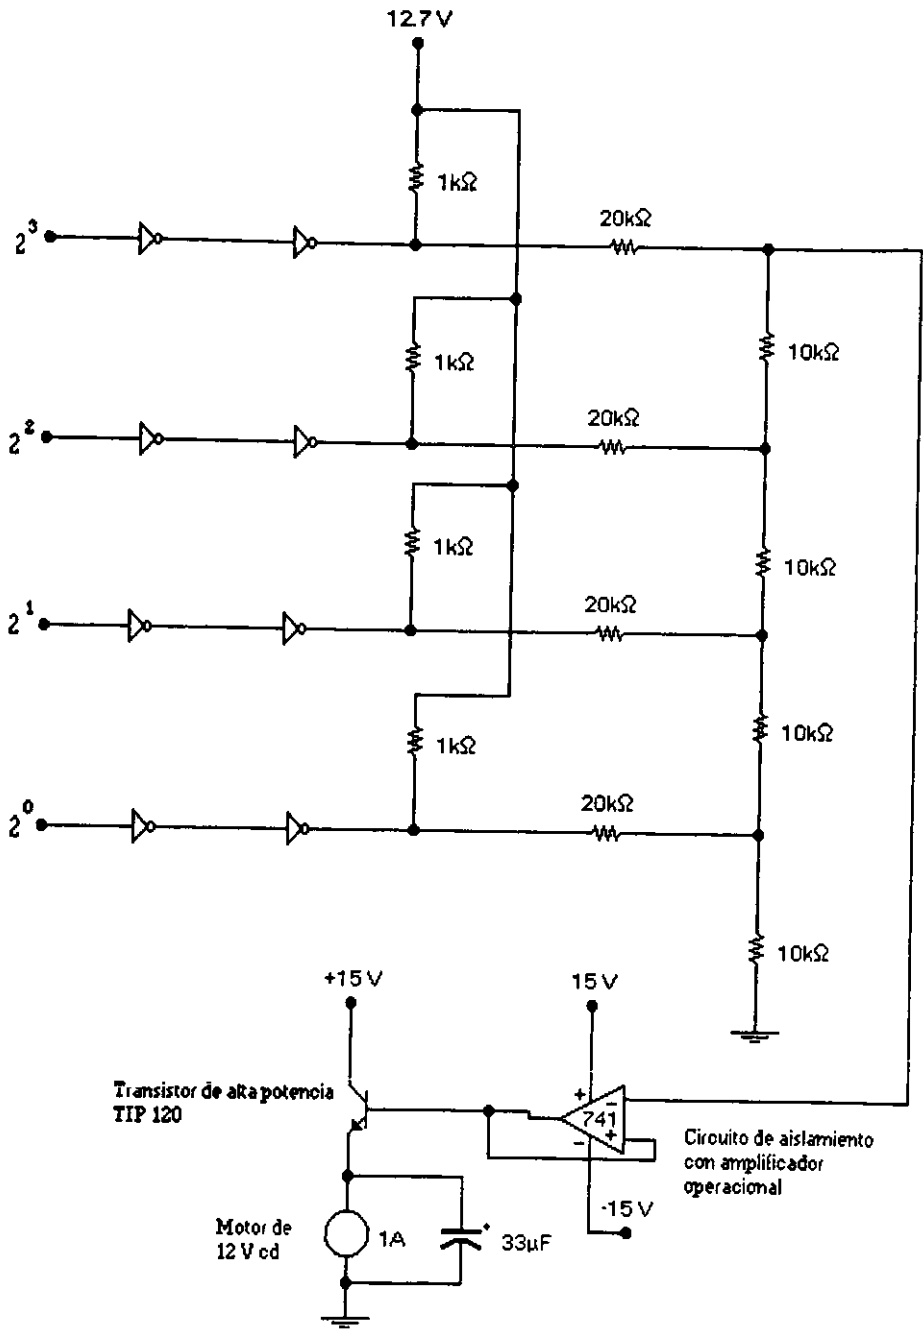 12.7 V
1kΩ
20kΩ
2³
10kΩ
1kΩ
20kΩ
2²
1kΩ
10kΩ
20kΩ
2¹
10kΩ
1kΩ
20kΩ
2⁰
10kΩ
+15 V
15 V
Transistor de alta potencia
TIP 120
+
−
741
+
−
Circuito de aislamiento
con amplificador
operacional
-15 V
Motor de
12 V cd
1A
+
33µF